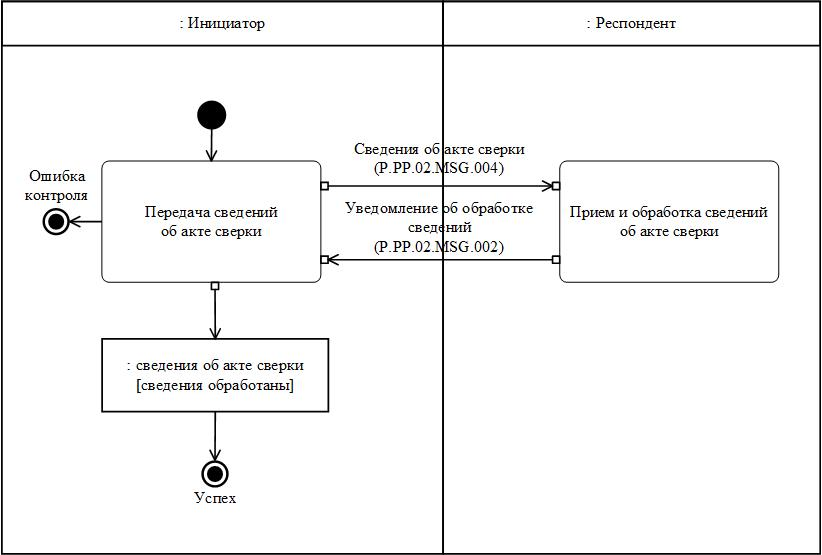 : Инициатор
: Респондент
Сведения об акте сверки
(P.PP.02.MSG.004)
Ошибка
контроля
Передача сведений
об акте сверки
Уведомление об обработке
сведений
(P.PP.02.MSG.002)
Прием и обработка сведений
об акте сверки
: сведения об акте сверки
[сведения обработаны]
Успех